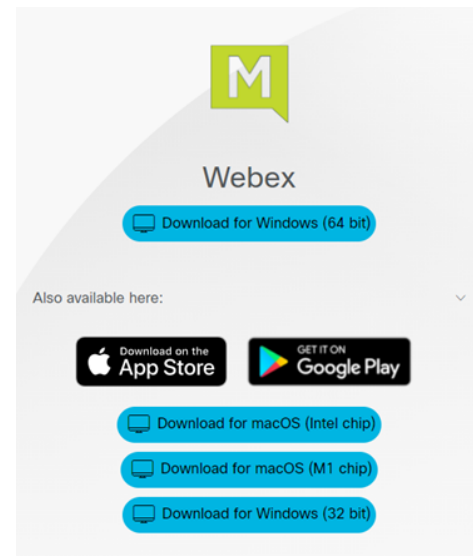 M
Webex
Download for Windows (64 bit)
Also available here:
Download on the
App Store
GET IT ON
Google Play
Download for macOS (Intel chip)
Download for macOS (M1 chip)
Download for Windows (32 bit)